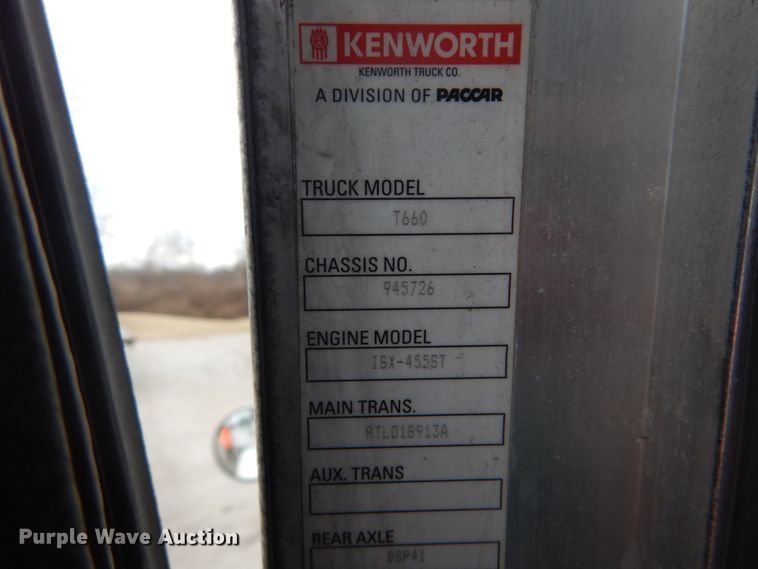 KENWORTH
KENWORTH TRUCK CO.
A DIVISION OF PACCAR
TRUCK MODEL
T660
CHASSIS NO.
945726
ENGINE MODEL
ISX-455ST
MAIN TRANS.
RTLO18913A
AUX. TRANS
REAR AXLE
DSP41
Purple Wave Auction